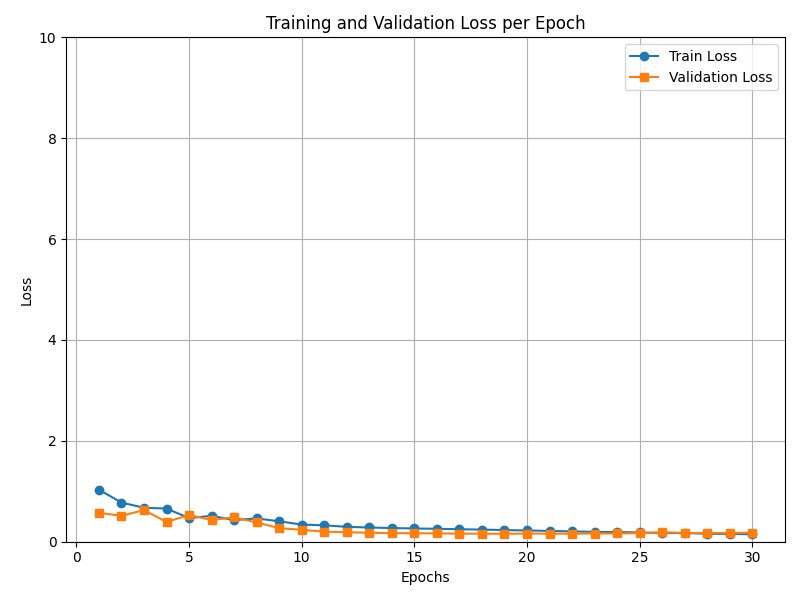 Training and Validation Loss per Epoch
Train Loss
Validation Loss
Loss
10
8
6
4
2
0
0 5 10 15 20 25 30
Epochs